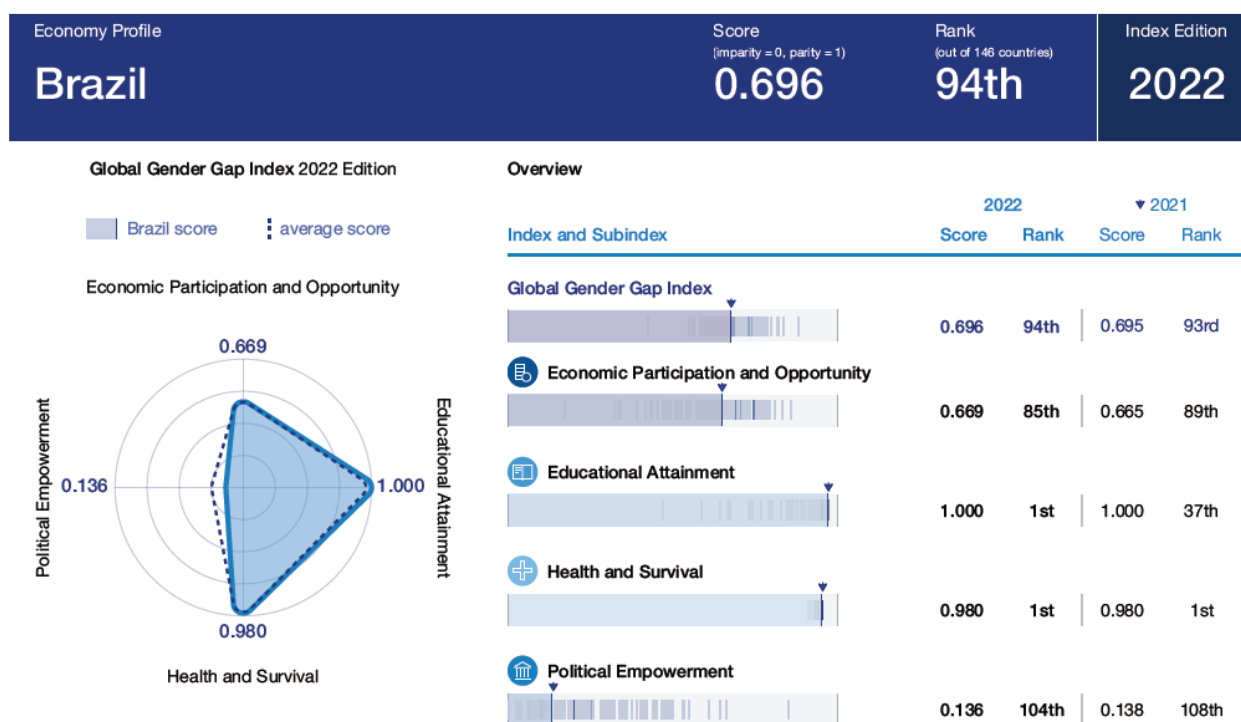 Economy Profile
Brazil
Score
(imparity = 0, parity = 1)
0.696
Rank
(out of 146 countries)
94th
Index Edition
2022
Global Gender Gap Index 2022 Edition
Brazil score average score
Economic Participation and Opportunity
0.669
Educational Attainment
1.000
Political Empowerment
0.136
0.980
Health and Survival
Overview
2022 2021
Index and Subindex Score Rank Score Rank
Global Gender Gap Index
0.696 94th 0.695 93rd
Economic Participation and Opportunity
0.669 85th 0.665 89th
Educational Attainment
1.000 1st 1.000 37th
Health and Survival
0.980 1st 0.980 1st
Political Empowerment
0.136 104th 0.138 108th